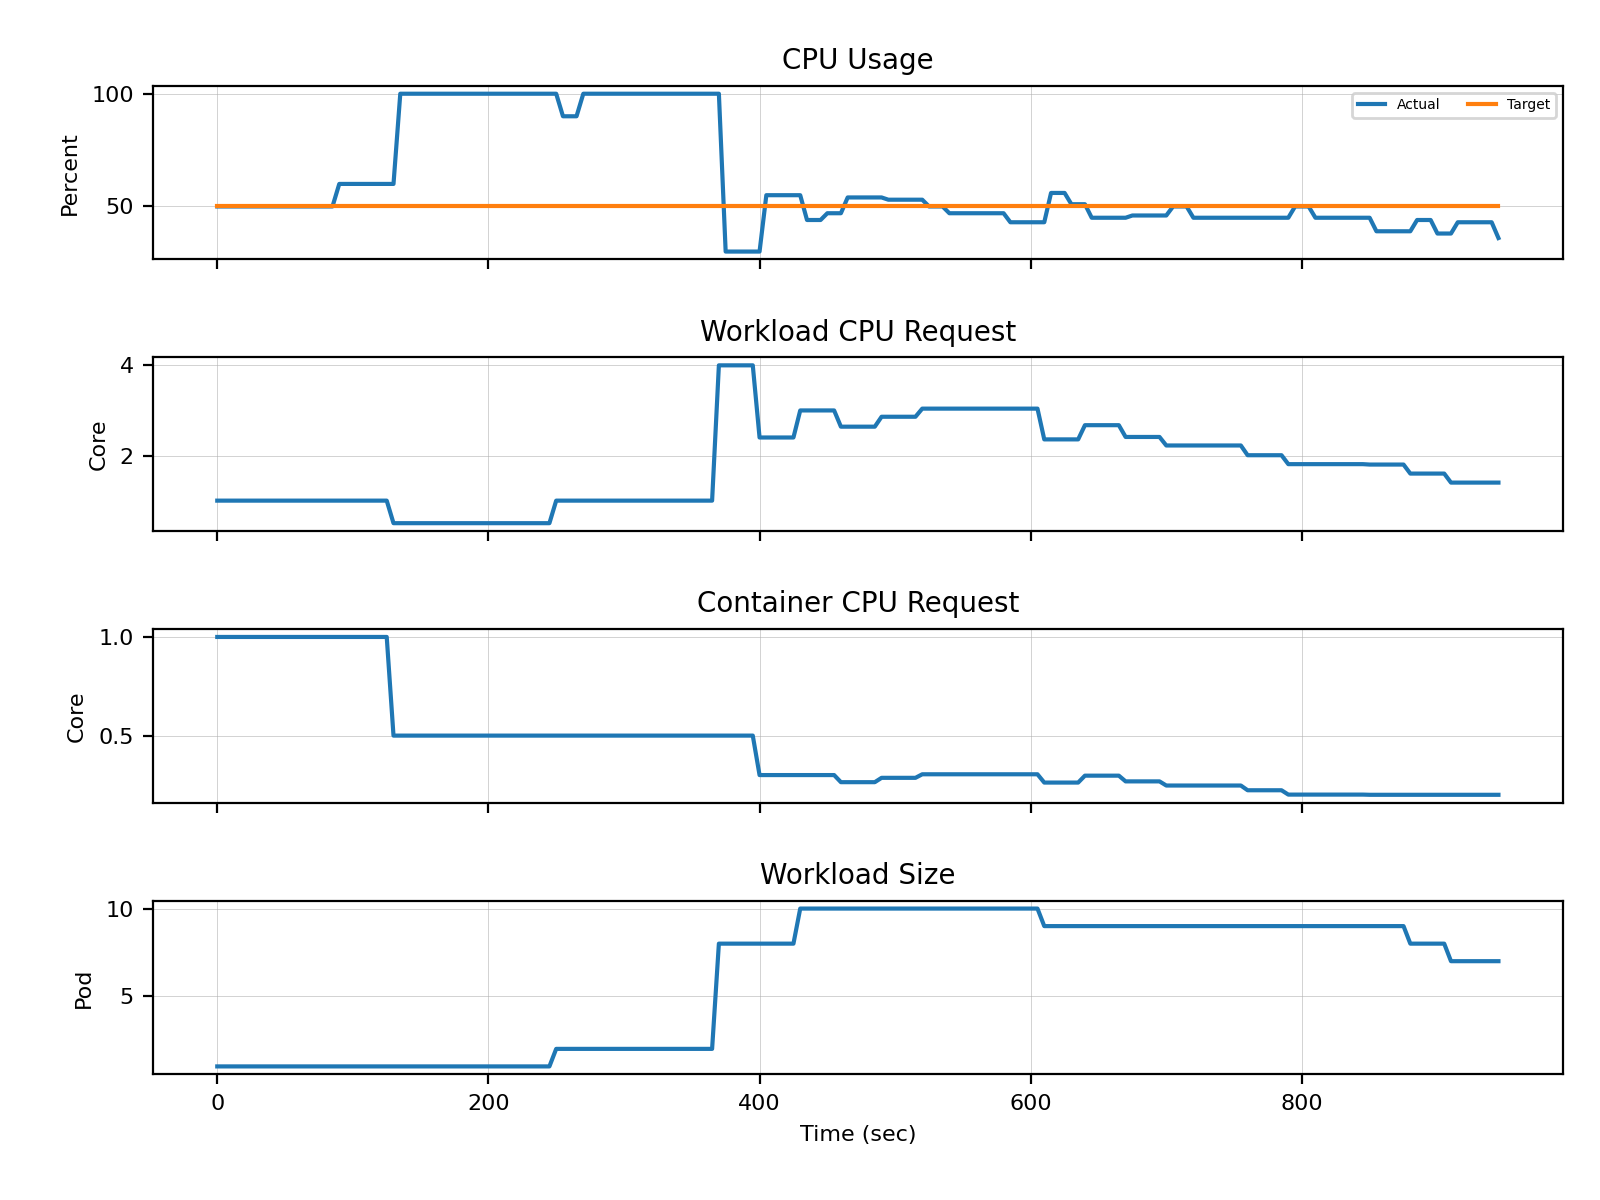 CPU Usage
100
50
Percent
Actual
Target
Workload CPU Request
4
2
Core
Container CPU Request
1.0
0.5
Core
Workload Size
10
5
Pod
0 200 400 600 800
Time (sec)